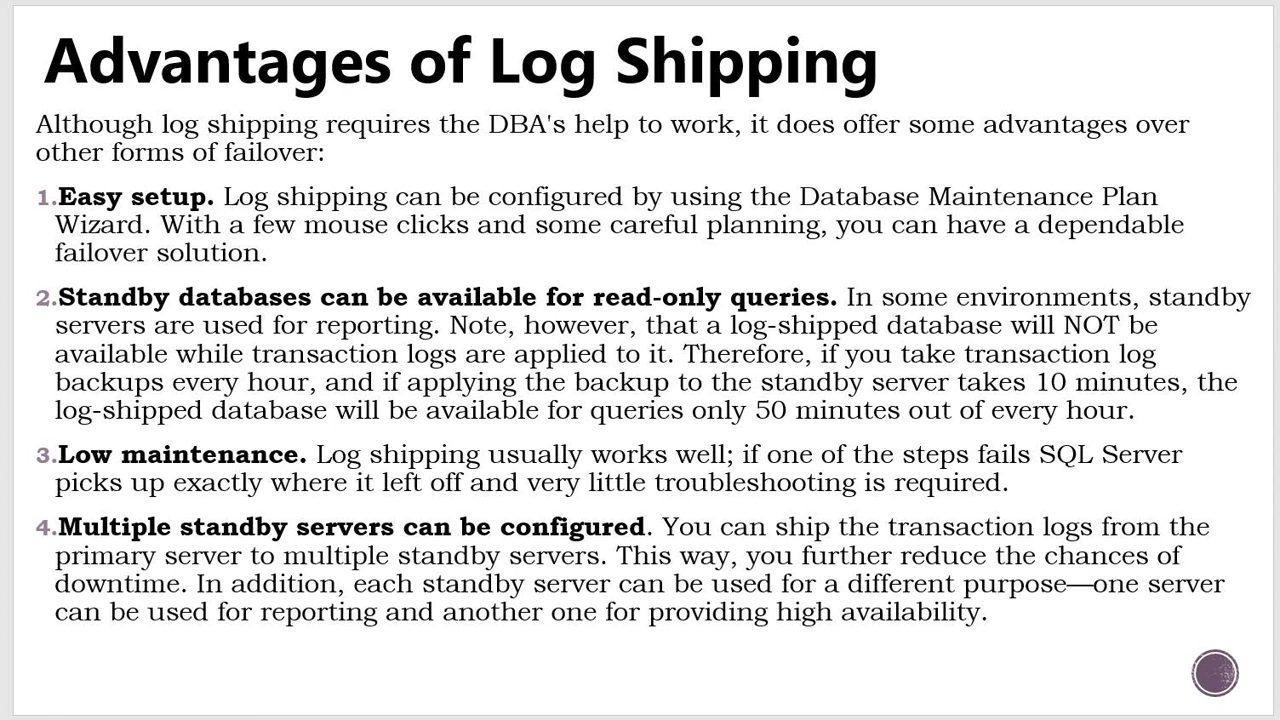 Advantages of Log Shipping
Although log shipping requires the DBA's help to work, it does offer some advantages over
other forms of failover:
1.Easy setup. Log shipping can be configured by using the Database Maintenance Plan
Wizard. With a few mouse clicks and some careful planning, you can have a dependable
failover solution.
2.Standby databases can be available for read-only queries. In some environments, standby
servers are used for reporting. Note, however, that a log-shipped database will NOT be
available while transaction logs are applied to it. Therefore, if you take transaction log
backups every hour, and if applying the backup to the standby server takes 10 minutes, the
log-shipped database will be available for queries only 50 minutes out of every hour.
3.Low maintenance. Log shipping usually works well; if one of the steps fails SQL Server
picks up exactly where it left off and very little troubleshooting is required.
4.Multiple standby servers can be configured. You can ship the transaction logs from the
primary server to multiple standby servers. This way, you further reduce the chances of
downtime. In addition, each standby server can be used for a different purpose—one server
can be used for reporting and another one for providing high availability.